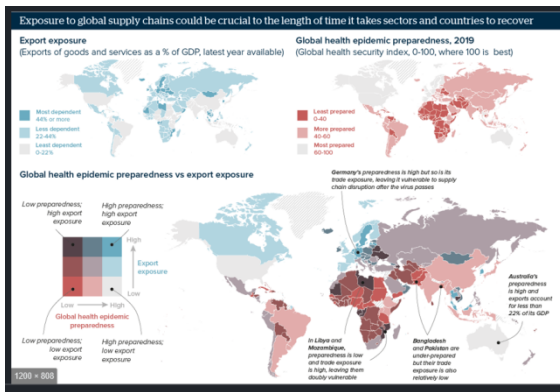 Exposure to global supply chains could be crucial to the length of time it takes sectors and countries to recover
Export exposure
(Exports of goods and services as a % of GDP, latest year available)
Most dependent
44% or more
Less dependent
22-44%
Least dependent
0-22%
Global health epidemic preparedness, 2019
(Global health security index, 0-100, where 100 is best)
Least prepared
0-40
More prepared
40-60
Most prepared
60-100
Global health epidemic preparedness vs export exposure
Low preparedness;
high export
exposure
High preparedness;
high export
exposure
High
Export
exposure
Low
Low
High
Global health epidemic
preparedness
Low preparedness;
low export
exposure
High preparedness;
low export
exposure
Germany's preparedness is high but so is its
trade exposure, leaving it vulnerable to supply
chain disruption after the virus passes
Australia's
preparedness
is high and
exports account
for less than
22% of its GDP
In Libya and
Mozambique,
preparedness is low
and trade exposure
is high, leaving them
doubly vulnerable
Bangladesh
and Pakistan are
under-prepared
but their trade
exposure is also
relatively low
1200 × 808